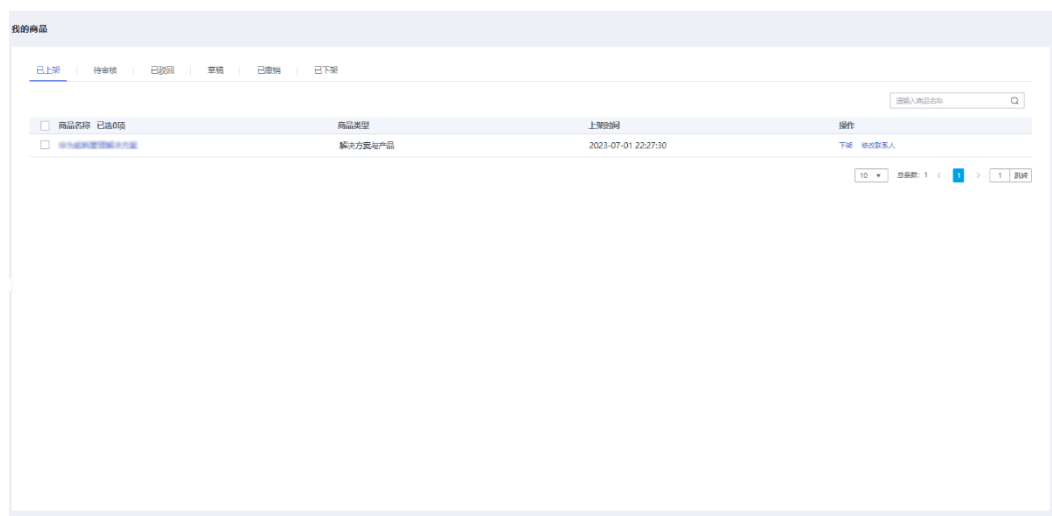 我的商品
已上架 待审核 已驳回 草稿 已撤销 已下架
请输入商品名称
商品名称 已选0项 商品类型 上架时间 操作
解决方案与产品 2023-07-01 22:27:30 下架 修改联系人
10 总条数: 1 < 1 > 1 跳转